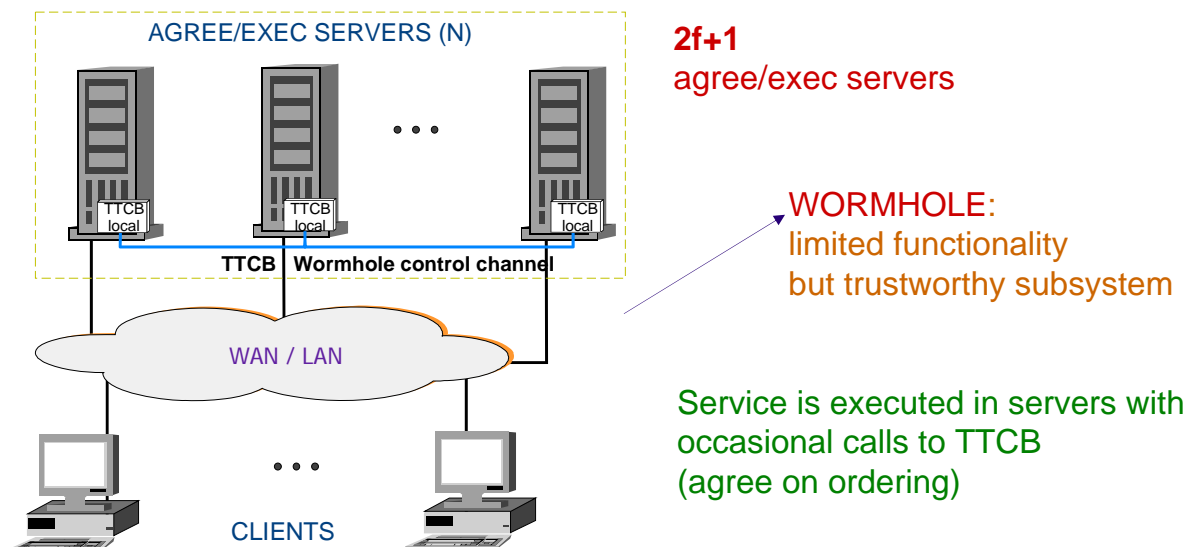 AGREE/EXEC SERVERS (N)
2f+1
agree/exec servers
• • •
TTCB
local
TTCB
local
TTCB
local
TTCB Wormhole control channel
WORMHOLE:
limited functionality
but trustworthy subsystem
WAN / LAN
Service is executed in servers with
occasional calls to TTCB
(agree on ordering)
• • •
CLIENTS